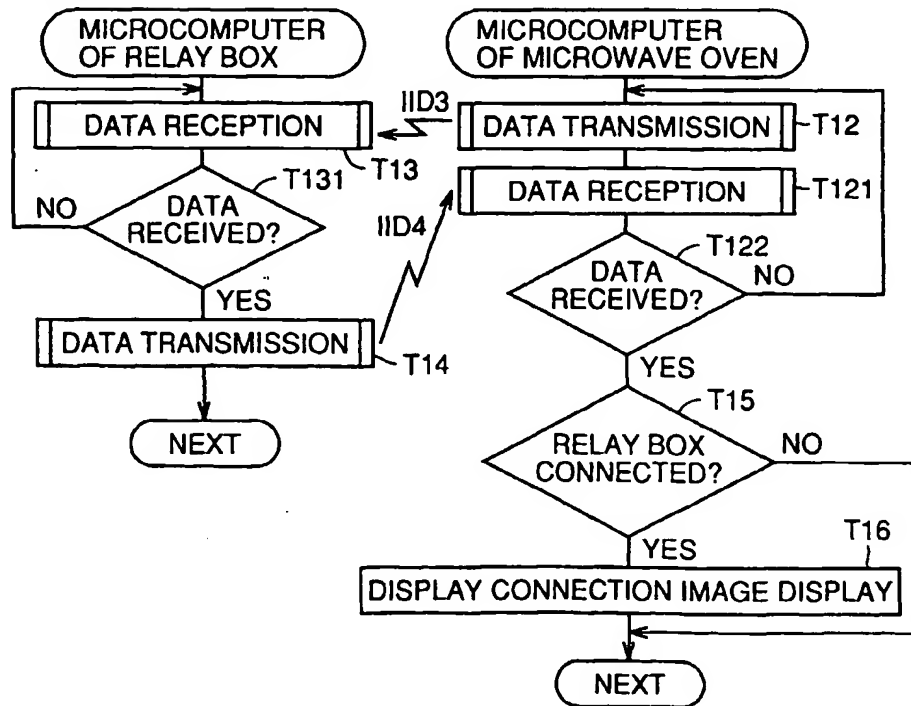 MICROCOMPUTER
OF RELAY BOX
DATA RECEPTION
T13
T131
DATA
RECEIVED?
NO
YES
DATA TRANSMISSION
T14
NEXT
IID3
IID4
MICROCOMPUTER
OF MICROWAVE OVEN
DATA TRANSMISSION
T12
DATA RECEPTION
T121
T122
DATA
RECEIVED?
NO
YES
T15
RELAY BOX
CONNECTED?
NO
YES
T16
DISPLAY CONNECTION IMAGE DISPLAY
NEXT